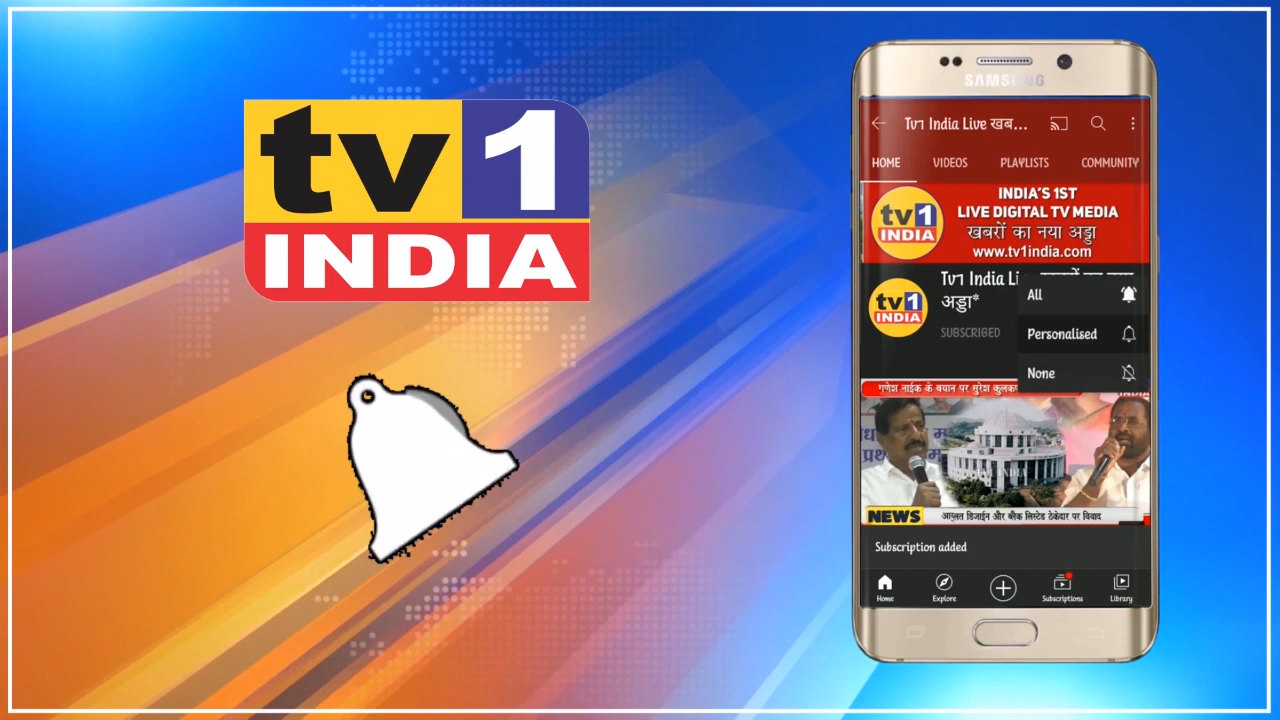 tv1
INDIA
SAMSUNG
Tv1 India Live खब...
HOME VIDEOS PLAYLISTS COMMUNITY
tv1
INDIA
INDIA'S 1ST
LIVE DIGITAL TV MEDIA
खबरों का नया अड्डा
www.tv1india.com
tv1
INDIA
Tv1 India Li
अड्डा*
SUBSCRIBED
All
Personalised
None
गणेश नाईक के बयान पर सुरेश
NEWS
डिजाईन और ब्लैक लिस्टेड ठेकेदार पर विवाद
Subscription added
Home Explore Subscriptions Library